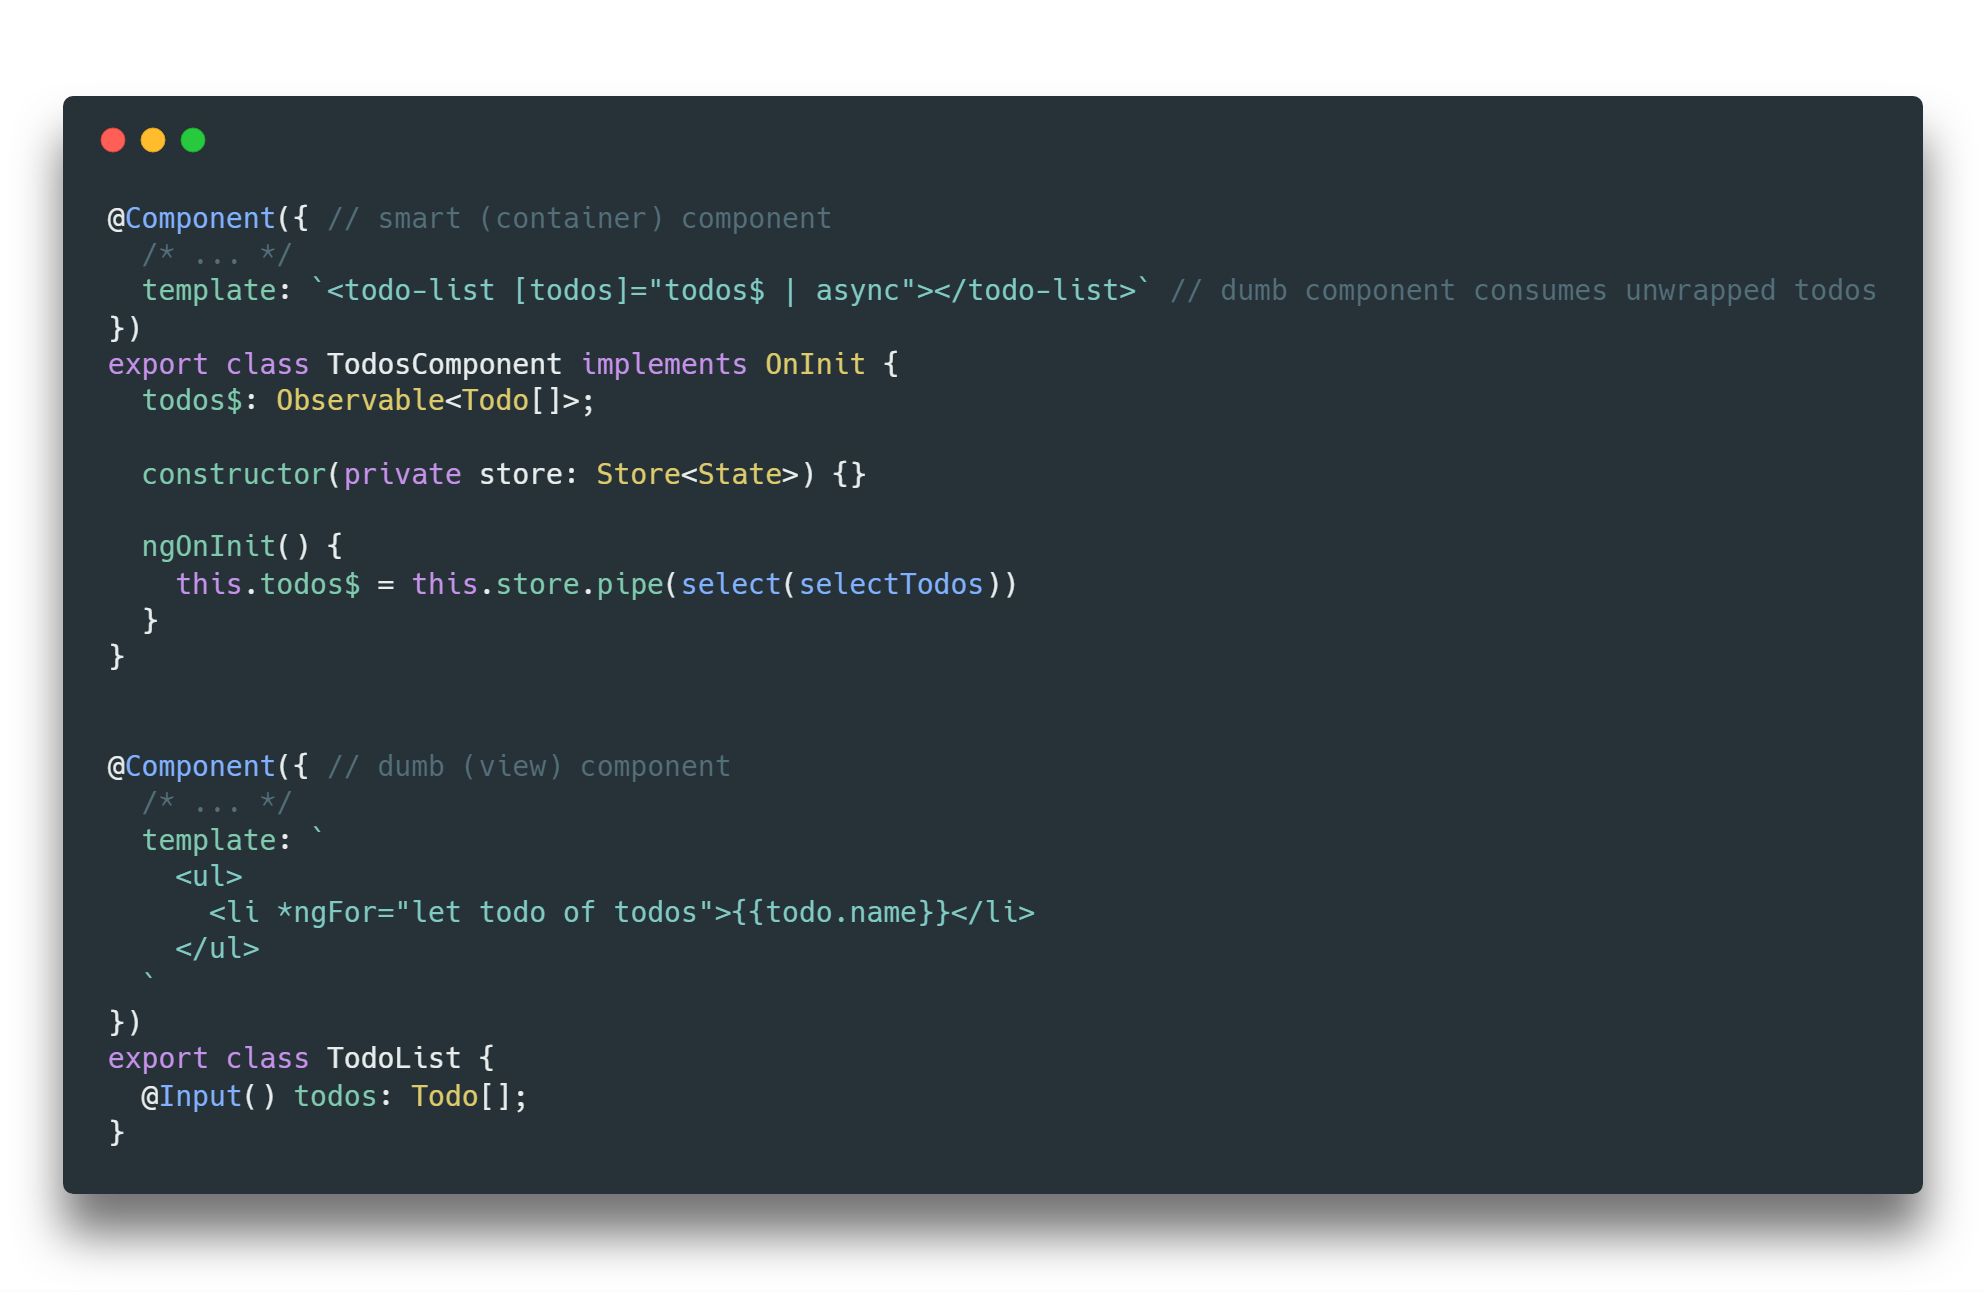 @Component({ // smart (container) component
  /* ... */
  template: `<todo-list [todos]="todos$ | async"></todo-list>` // dumb component consumes unwrapped todos
})
export class TodosComponent implements OnInit {
  todos$: Observable<Todo[]>;

  constructor(private store: Store<State>) {}

  ngOnInit() {
    this.todos$ = this.store.pipe(select(selectTodos))
  }
}


@Component({ // dumb (view) component
  /* ... */
  template: `
    <ul>
      <li *ngFor="let todo of todos">{{todo.name}}</li>
    </ul>
  `
})
export class TodoList {
  @Input() todos: Todo[];
}